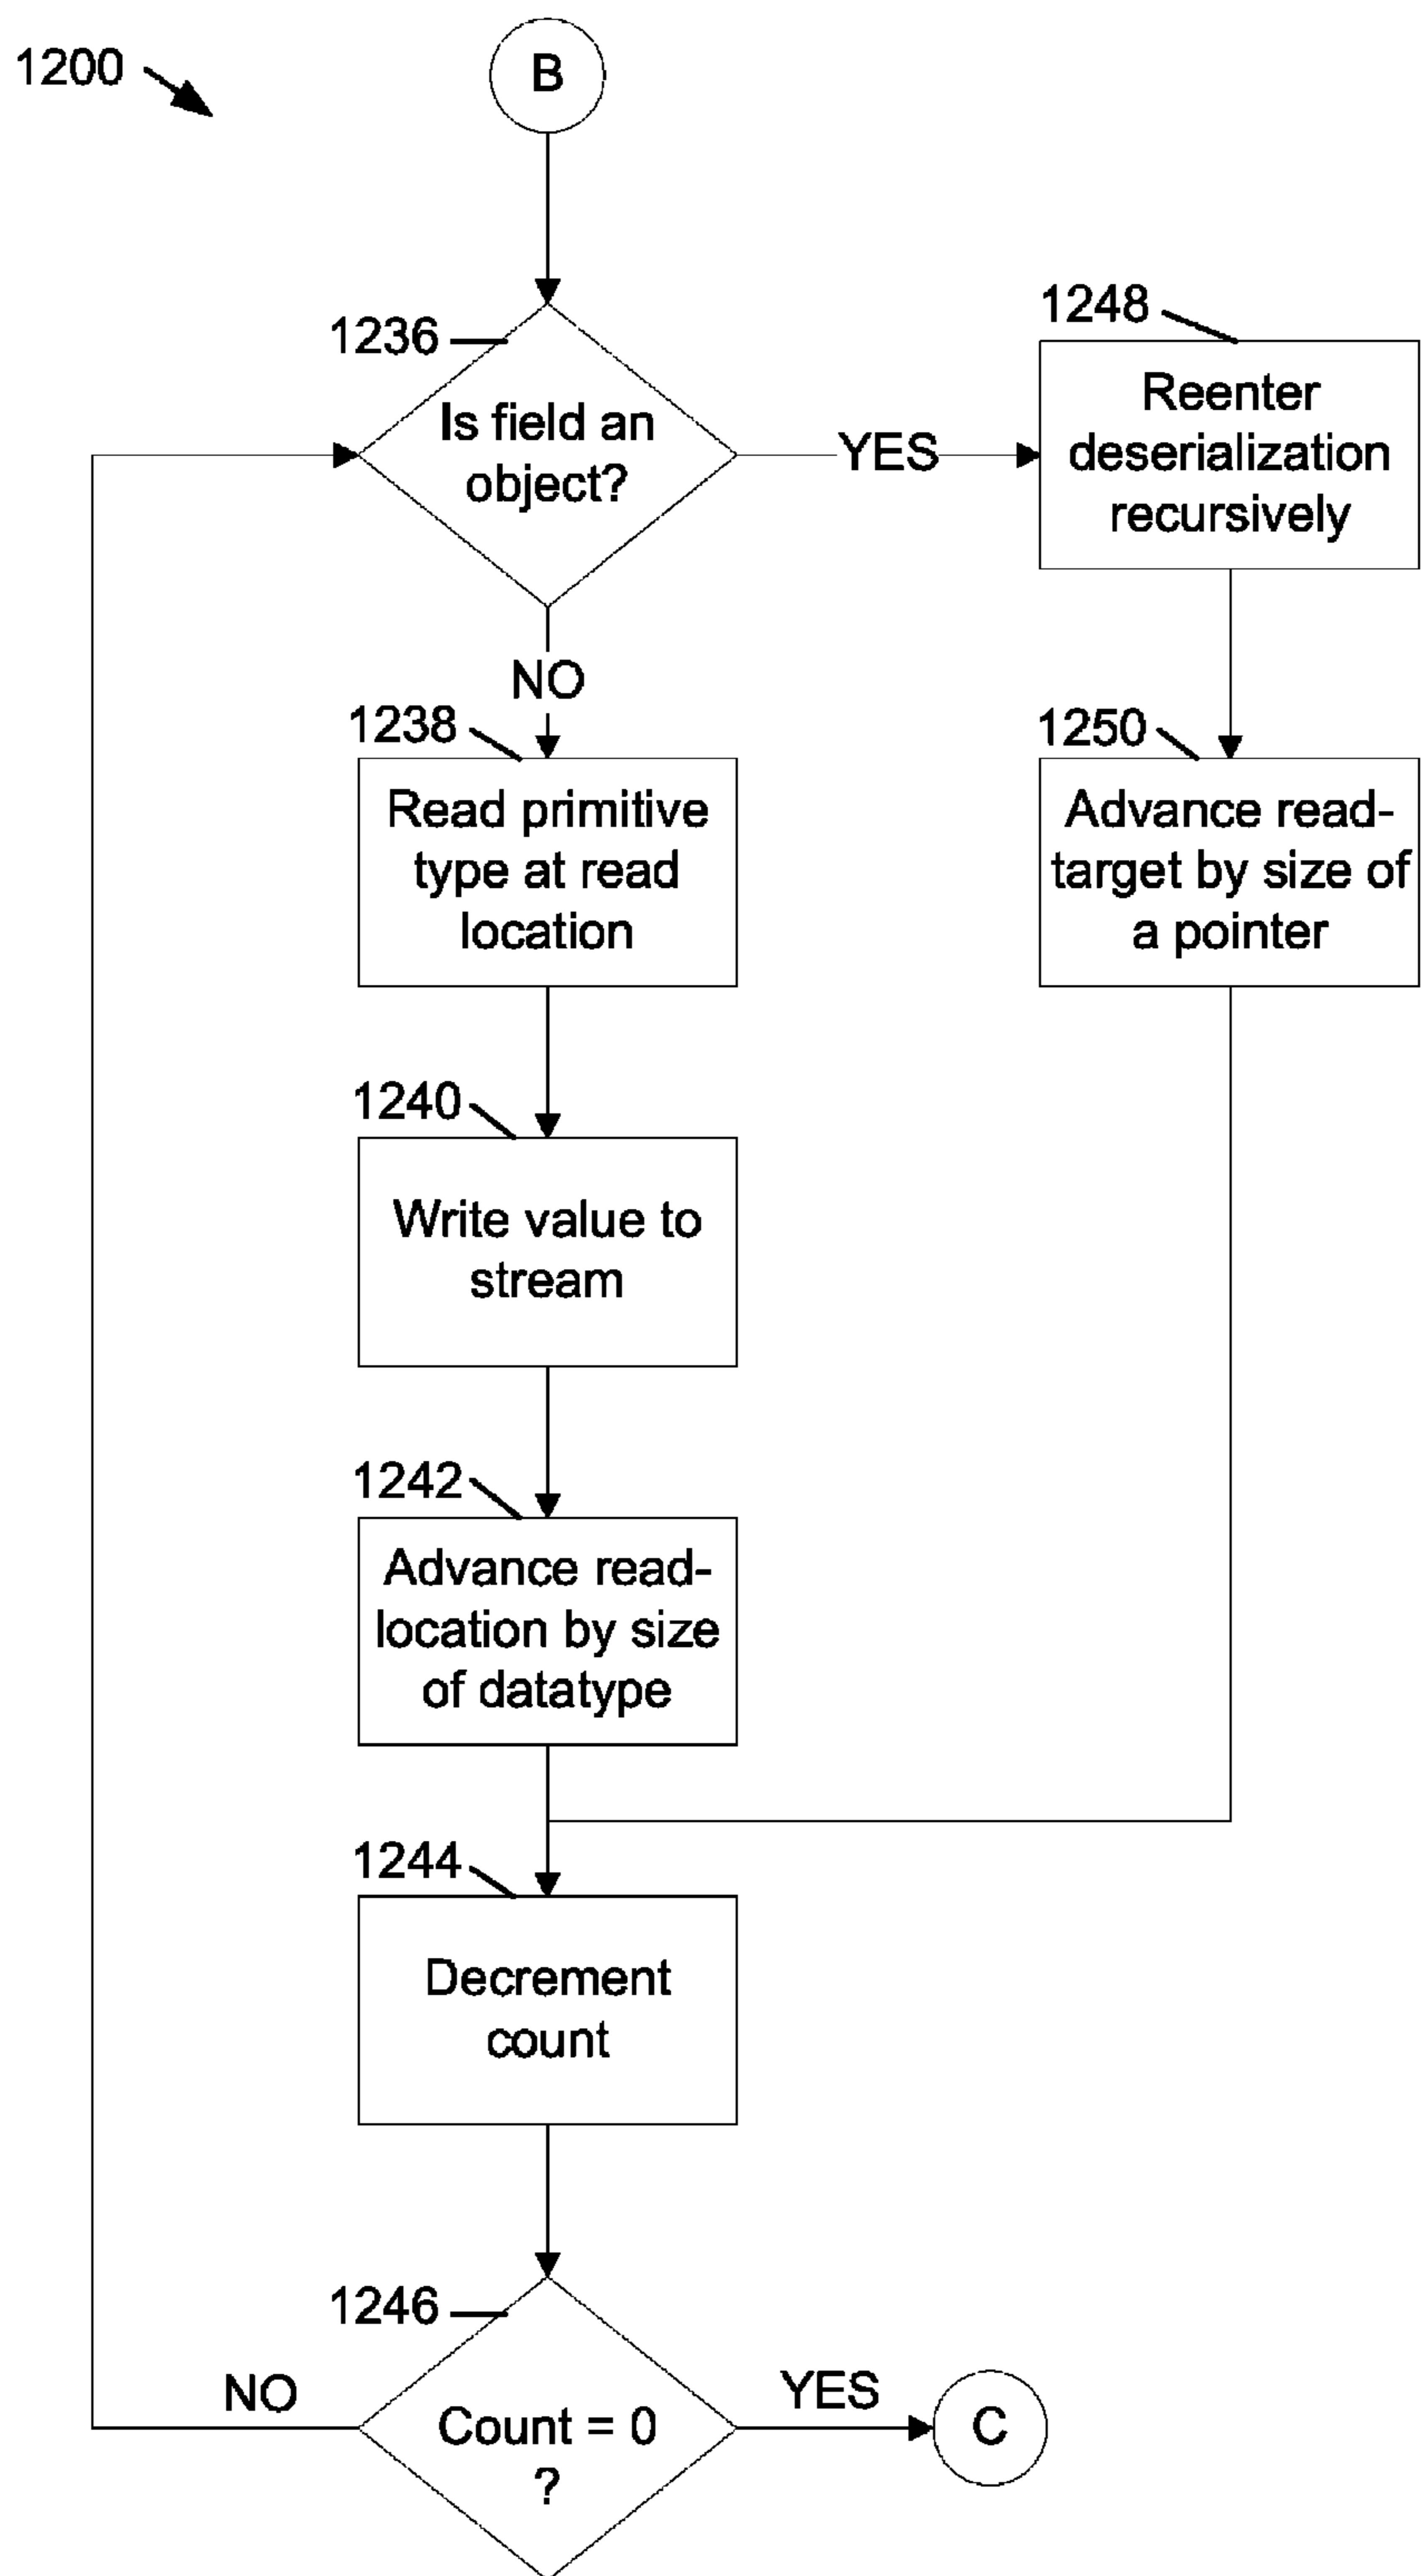 1200
B
1236
Is field an
object?
YES
1248
Reenter
deserialization
recursively
NO
1238
Read primitive
type at read
location
1250
Advance read-
target by size of
a pointer
1240
Write value to
stream
1242
Advance read-
location by size
of datatype
1244
Decrement
count
1246
Count = 0
?
NO
YES
C